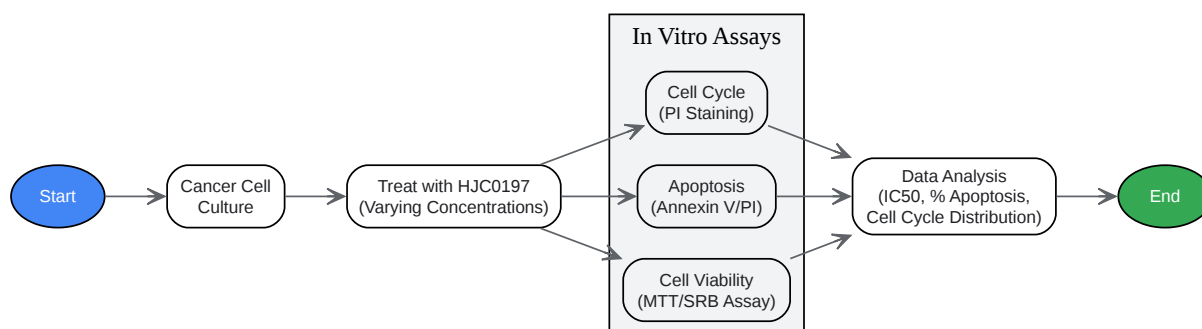 In Vitro Assays
Start
Cancer Cell
Culture
Treat with HJC0197
(Varying Concentrations)
Cell Cycle
(PI Staining)
Apoptosis
(Annexin V/PI)
Cell Viability
(MTT/SRB Assay)
Data Analysis
(IC50, % Apoptosis,
Cell Cycle Distribution)
End